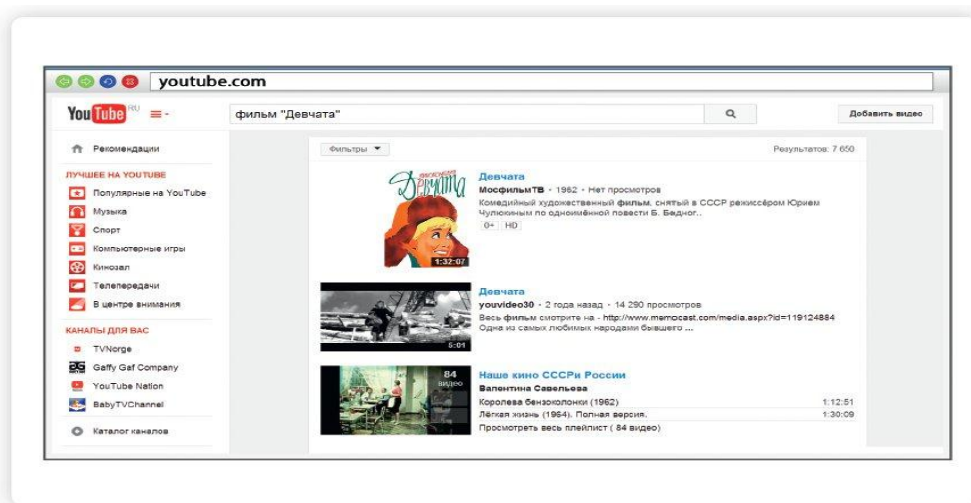 youtube.com
You Tube RU
фильм "Девчата"
Добавить видео
Рекомендации
ЛУЧШЕЕ НА YOUTUBE
Популярные на YouTube
Музыка
Спорт
Компьютерные игры
Кинозал
Телепередачи
В центре внимания
КАНАЛЫ ДЛЯ ВАС
TVNorge
Gaffy Gaf Company
YouTube Nation
BabyTVChannel
Каталог каналов
Фильтры
Результатов: 7 650
Девчата
1:32:07
Девчата
МосфильмТВ • 1962 • Нет просмотров
Комедийный художественный фильм, снятый в СССР режиссёром Юрием
Чулюкиным по одноимённой повести Б. Бедног..
0+ HD
5:01
Девчата
youvideo30 • 2 года назад • 14 290 просмотров
Весь фильм смотрите на - http://www.memocast.com/media.aspx?id=119124884
Одна из самых любимых народами бывшего ...
84
видео
Наше кино СССРи России
Валентина Савельева
Королева бензоколонки (1962) 1:12:51
Лёгкая жизнь (1964). Полная версия. 1:30:09
Просмотреть весь плейлист ( 84 видео)